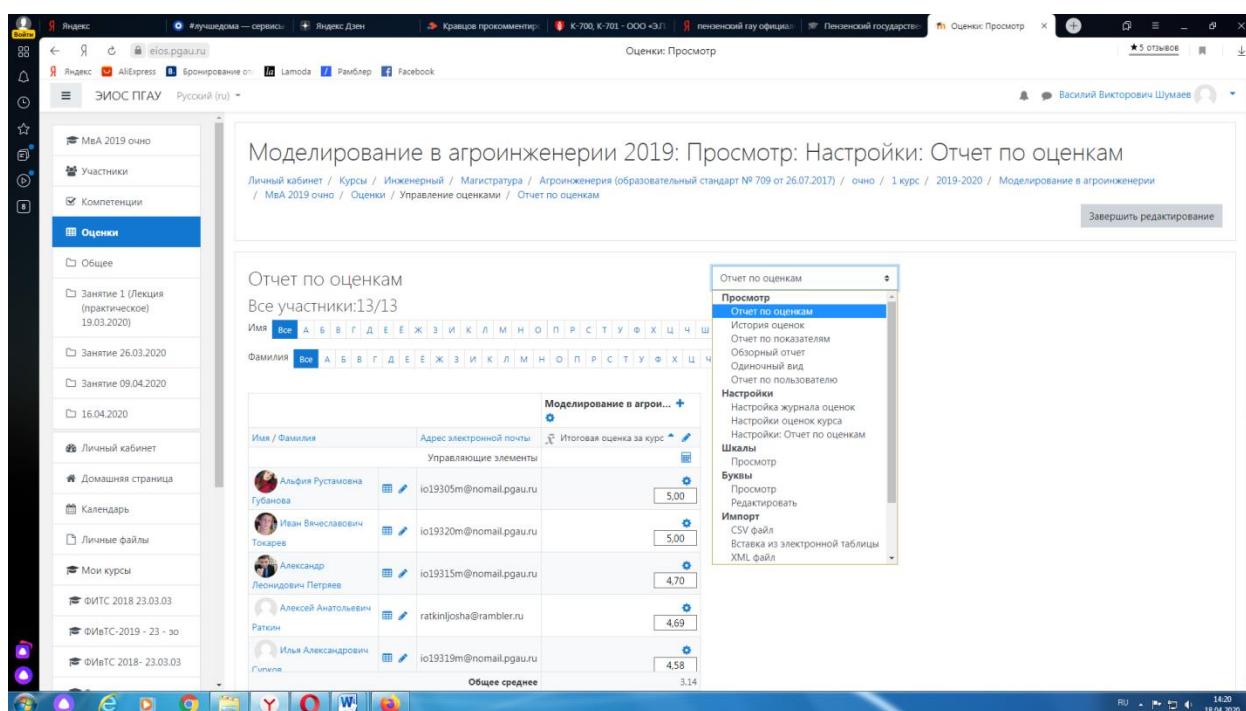 Яндекс #лучшедома — сервисы Яндекс Дзен Кравцов прокомментир К-700, К-701 - ООО «ЭЛ пензенский гау официал Пензенский государстве Оценки: Просмотр
Войти
eios.pgau.ru Оценки: Просмотр ★ 5 отзывов
Яндекс AliExpress Бронирование от Lamoda Рамблер Facebook
ЭИОС ПГАУ Русский (ru) Василий Викторович Шумаев
МвА 2019 очно
Участники
Компетенции
Оценки
Общее
Занятие 1 (Лекция
(практическое)
19.03.2020)
Занятие 26.03.2020
Занятие 09.04.2020
16.04.2020
Личный кабинет
Домашняя страница
Календарь
Личные файлы
Мои курсы
ФИТС 2018 23.03.03
ФИвТС-2019 - 23 - зо
ФИвТС 2018- 23.03.03
Моделирование в агроинженерии 2019: Просмотр: Настройки: Отчет по оценкам
Личный кабинет / Курсы / Инженерный / Магистратура / Агроинженерия (образовательный стандарт № 709 от 26.07.2017) / очно / 1 курс / 2019-2020 / Моделирование в агроинженерии
/ МвА 2019 очно / Оценки / Управление оценками / Отчет по оценкам
Завершить редактирование
Отчет по оценкам
Все участники:13/13
Имя Все А Б В Г Д Е Ё Ж З И К Л М Н О П Р С Т У Ф Х Ц Ч Ш
Фамилия Все А Б В Г Д Е Ё Ж З И К Л М Н О П Р С Т У Ф Х Ц Ч
Отчет по оценкам
Просмотр
Отчет по оценкам
История оценок
Отчет по показателям
Обзорный отчет
Одиночный вид
Отчет по пользователю
Настройки
Настройка журнала оценок
Настройки оценок курса
Настройки: Отчет по оценкам
Шкалы
Просмотр
Буквы
Просмотр
Редактировать
Импорт
CSV файл
Вставка из электронной таблицы
XML файл
Моделирование в агрои...
Имя / Фамилия Адрес электронной почты Итоговая оценка за курс
Управляющие элементы
Альфия Рустамовна
Губанова io19305m@nomail.pgau.ru 5,00
Иван Вячеславович
Токарев io19320m@nomail.pgau.ru 5,00
Александр
Леонидович Петряев io19315m@nomail.pgau.ru 4,70
Алексей Анатольевич
Раткин ratkinljosha@rambler.ru 4,69
Илья Александрович
Сурков io19319m@nomail.pgau.ru 4,58
Общее среднее 3.14
RU 14:20
18.04.2020